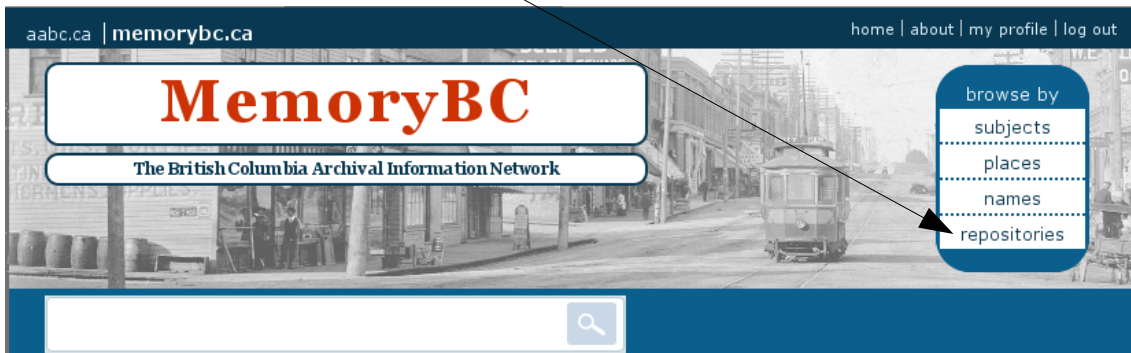 aabc.ca | memorybc.ca
home | about | my profile | log out
MemoryBC
The British Columbia Archival Information Network
browse by
subjects
places
names
repositories